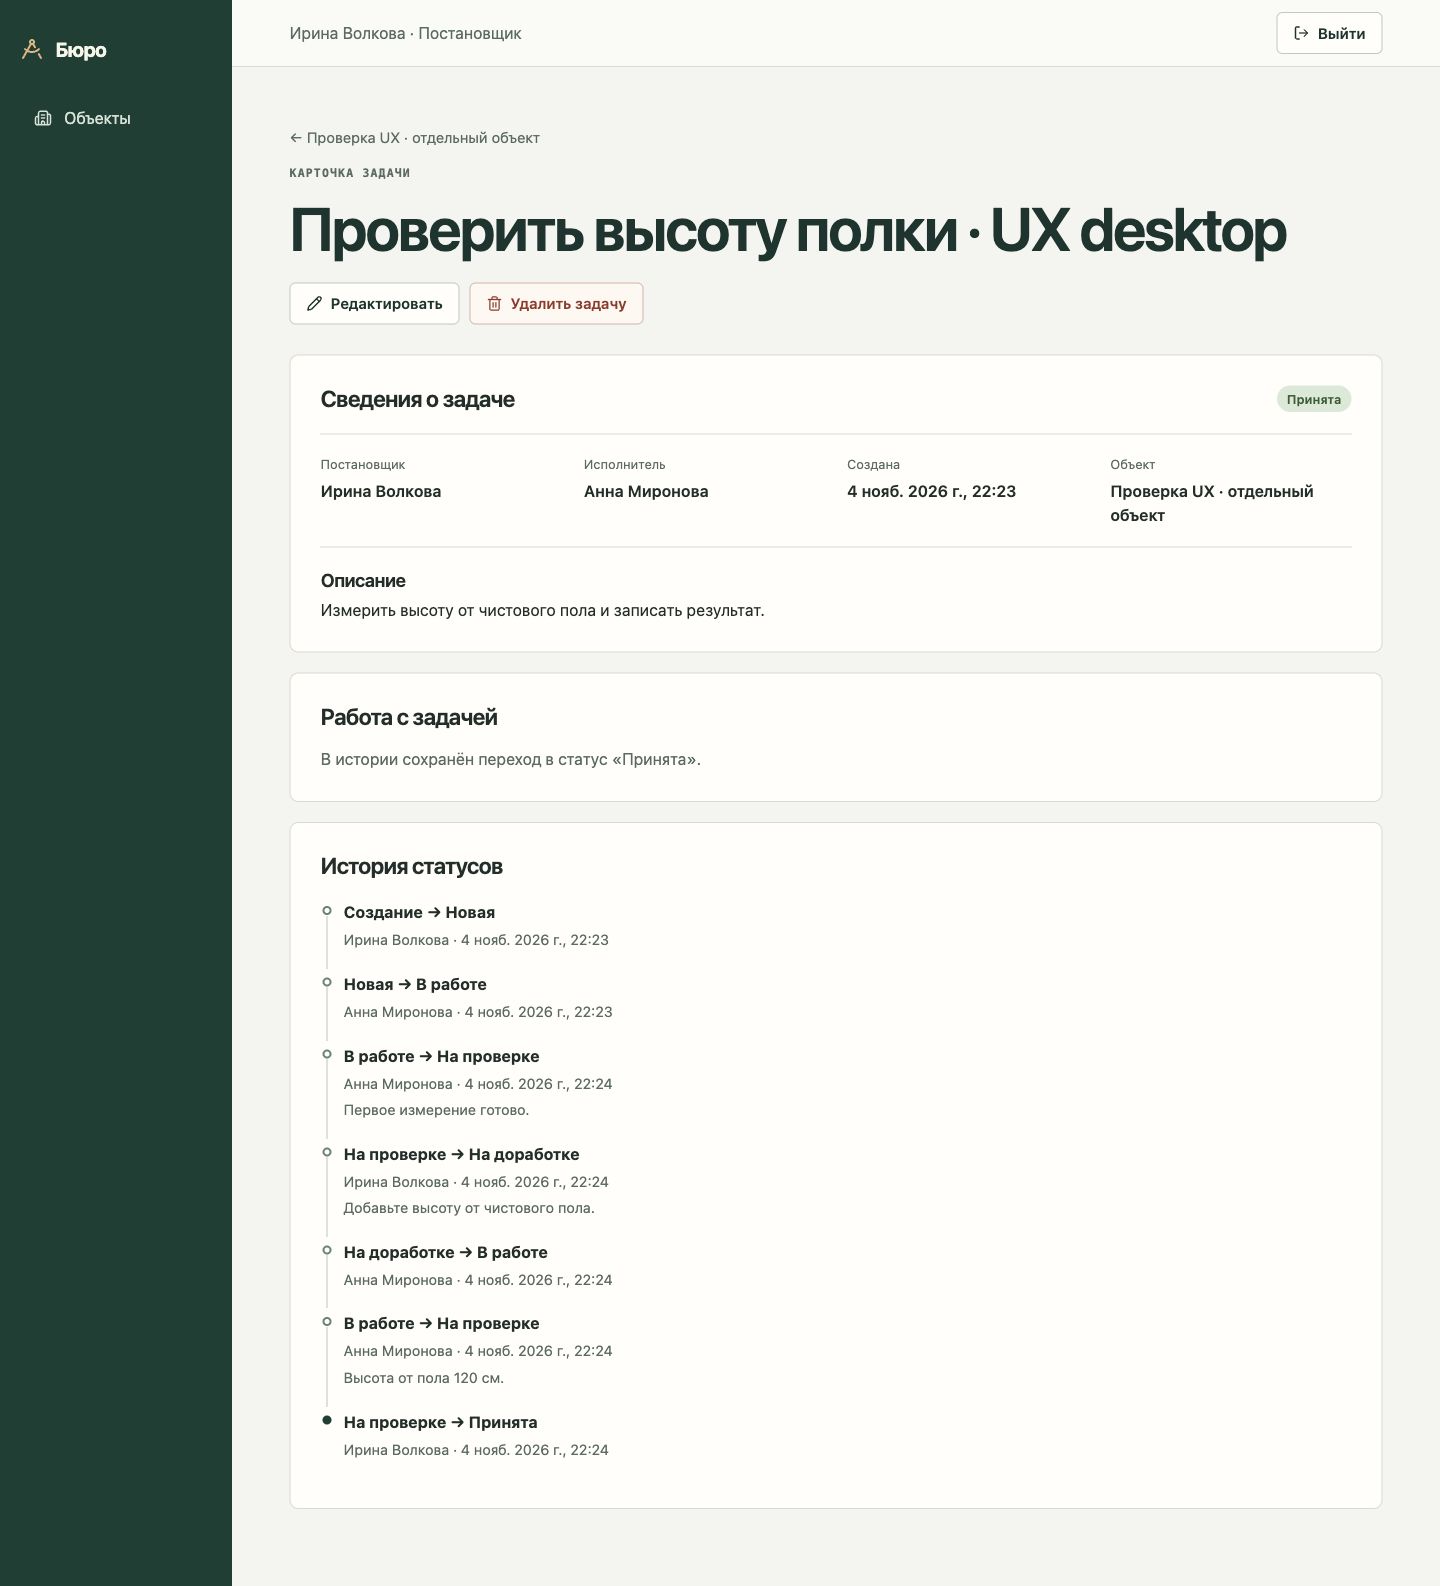 Бюро
Объекты
Ирина Волкова · Постановщик
Выйти
← Проверка UX · отдельный объект
КАРТОЧКА ЗАДАЧИ
Проверить высоту полки · UX desktop
Редактировать
Удалить задачу
Сведения о задаче
Принята
Постановщик
Ирина Волкова
Исполнитель
Анна Миронова
Создана
4 нояб. 2026 г., 22:23
Объект
Проверка UX · отдельный
объект
Описание
Измерить высоту от чистового пола и записать результат.
Работа с задачей
В истории сохранён переход в статус «Принята».
История статусов
Создание → Новая
Ирина Волкова · 4 нояб. 2026 г., 22:23
Новая → В работе
Анна Миронова · 4 нояб. 2026 г., 22:23
В работе → На проверке
Анна Миронова · 4 нояб. 2026 г., 22:24
Первое измерение готово.
На проверке → На доработке
Ирина Волкова · 4 нояб. 2026 г., 22:24
Добавьте высоту от чистового пола.
На доработке → В работе
Анна Миронова · 4 нояб. 2026 г., 22:24
В работе → На проверке
Анна Миронова · 4 нояб. 2026 г., 22:24
Высота от пола 120 см.
На проверке → Принята
Ирина Волкова · 4 нояб. 2026 г., 22:24